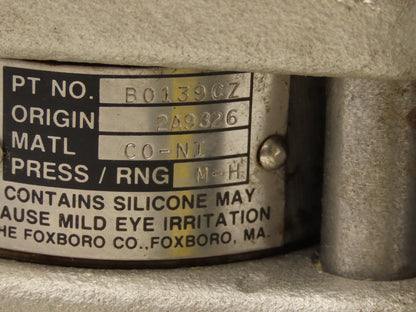 PT NO. B0139CZ
ORIGIN 2A9326
MATL CO-NI
PRESS / RNG M-H
CONTAINS SILICONE MAY
AUSE MILD EYE IRRITATION
HE FOXBORO CO., FOXBORO, MA.